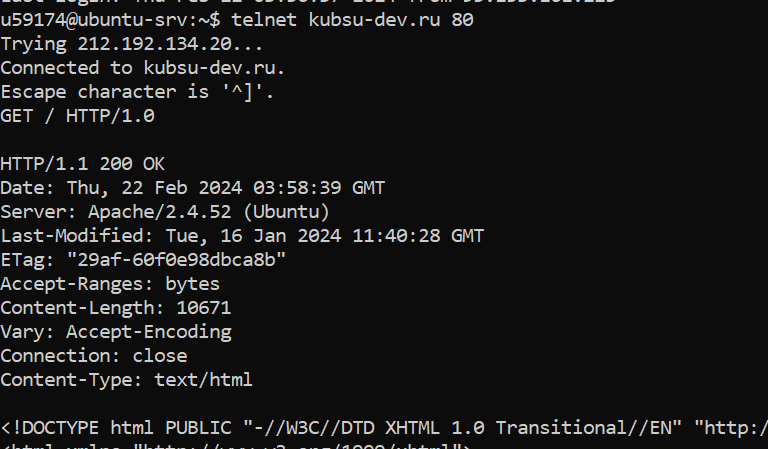 u59174@ubuntu-srv:~$ telnet kubsu-dev.ru 80
Trying 212.192.134.20...
Connected to kubsu-dev.ru.
Escape character is '^]'.
GET / HTTP/1.0
HTTP/1.1 200 OK
Date: Thu, 22 Feb 2024 03:58:39 GMT
Server: Apache/2.4.52 (Ubuntu)
Last-Modified: Tue, 16 Jan 2024 11:40:28 GMT
ETag: "29af-60f0e98dbca8b"
Accept-Ranges: bytes
Content-Length: 10671
Vary: Accept-Encoding
Connection: close
Content-Type: text/html
<!DOCTYPE html PUBLIC "-//W3C//DTD XHTML 1.0 Transitional//EN" "http:/